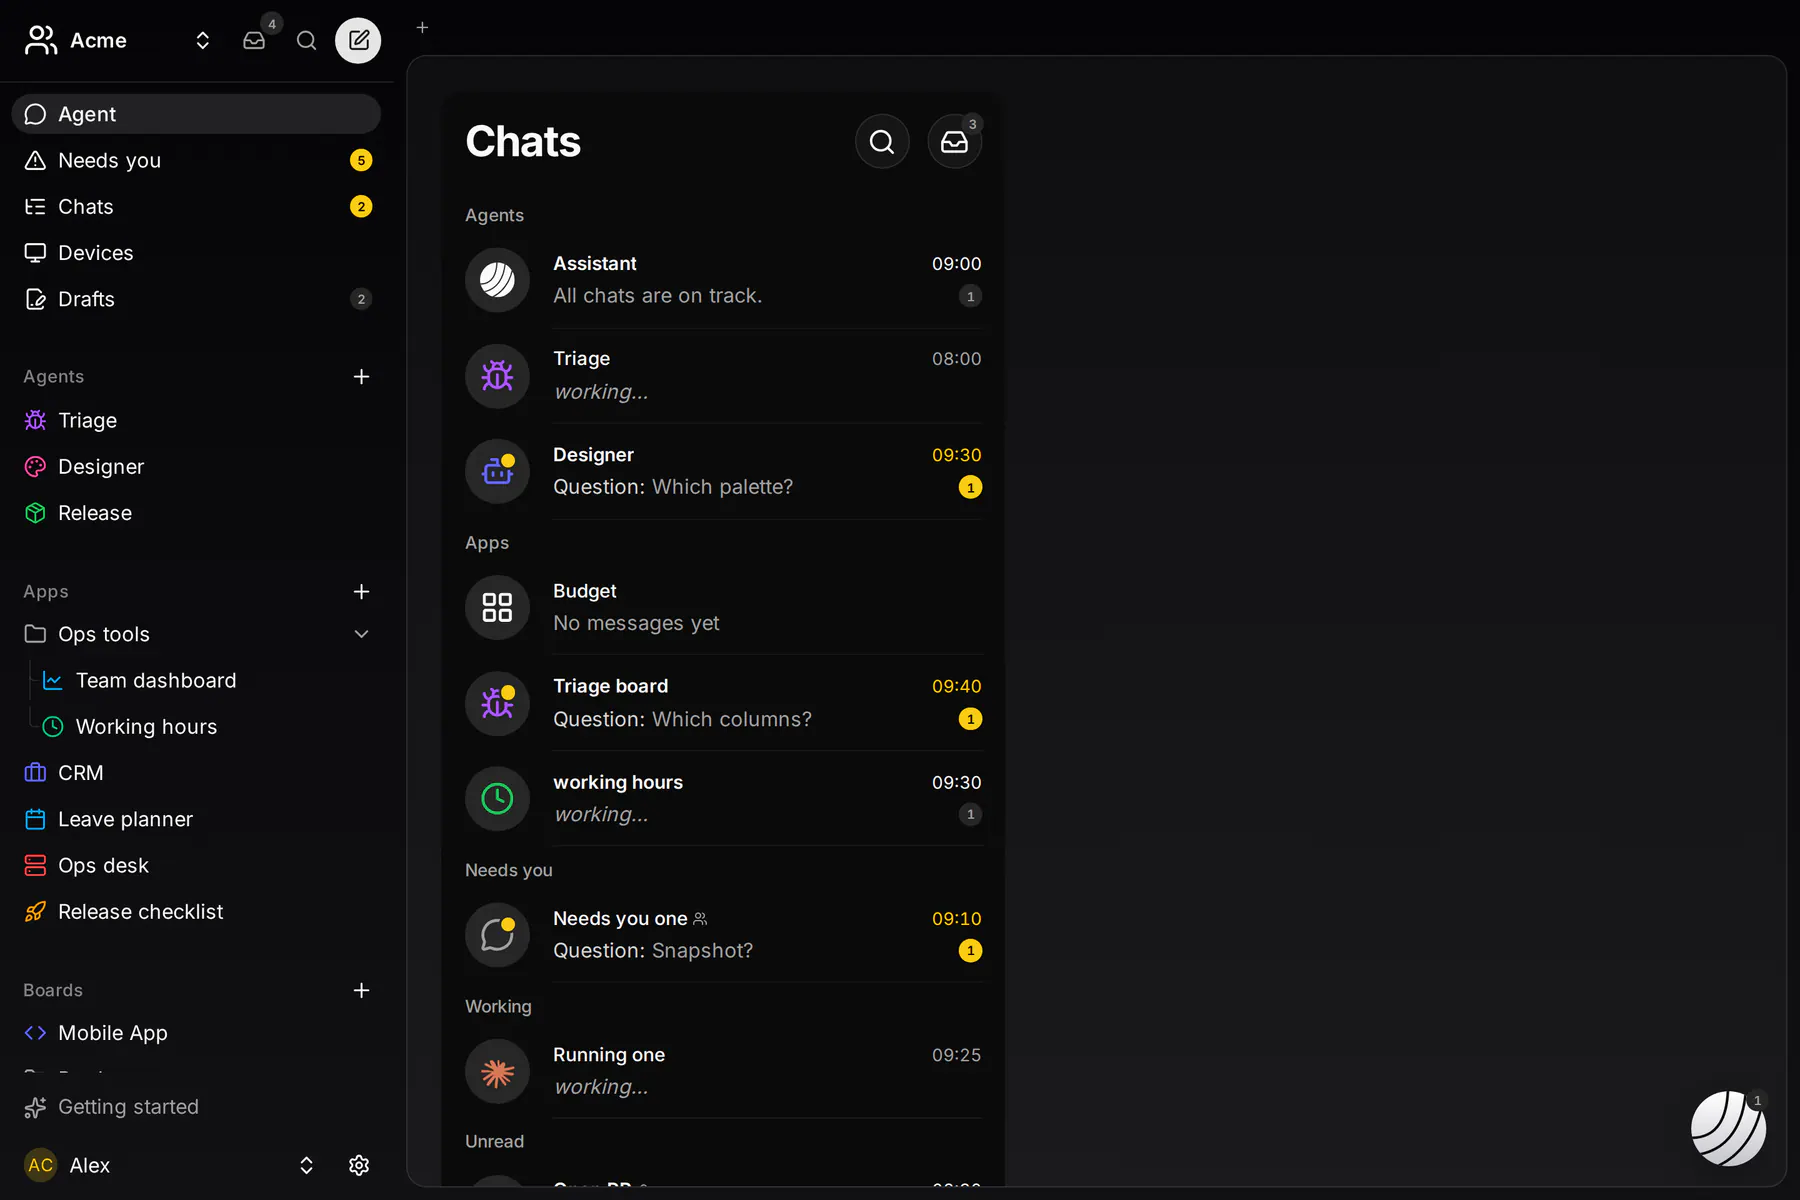 Acme
4
Agent
Needs you
5
Chats
2
Devices
Drafts
2
Agents
Triage
Designer
Release
Apps
Ops tools
Team dashboard
Working hours
CRM
Leave planner
Ops desk
Release checklist
Boards
Mobile App
Getting started
AC
Alex
Chats
3
Agents
Assistant
09:00
All chats are on track.
1
Triage
08:00
working...
Designer
09:30
Question: Which palette?
1
Apps
Budget
No messages yet
Triage board
09:40
Question: Which columns?
1
working hours
09:30
working...
1
Needs you
Needs you one
09:10
Question: Snapshot?
1
Working
Running one
09:25
working...
Unread
1